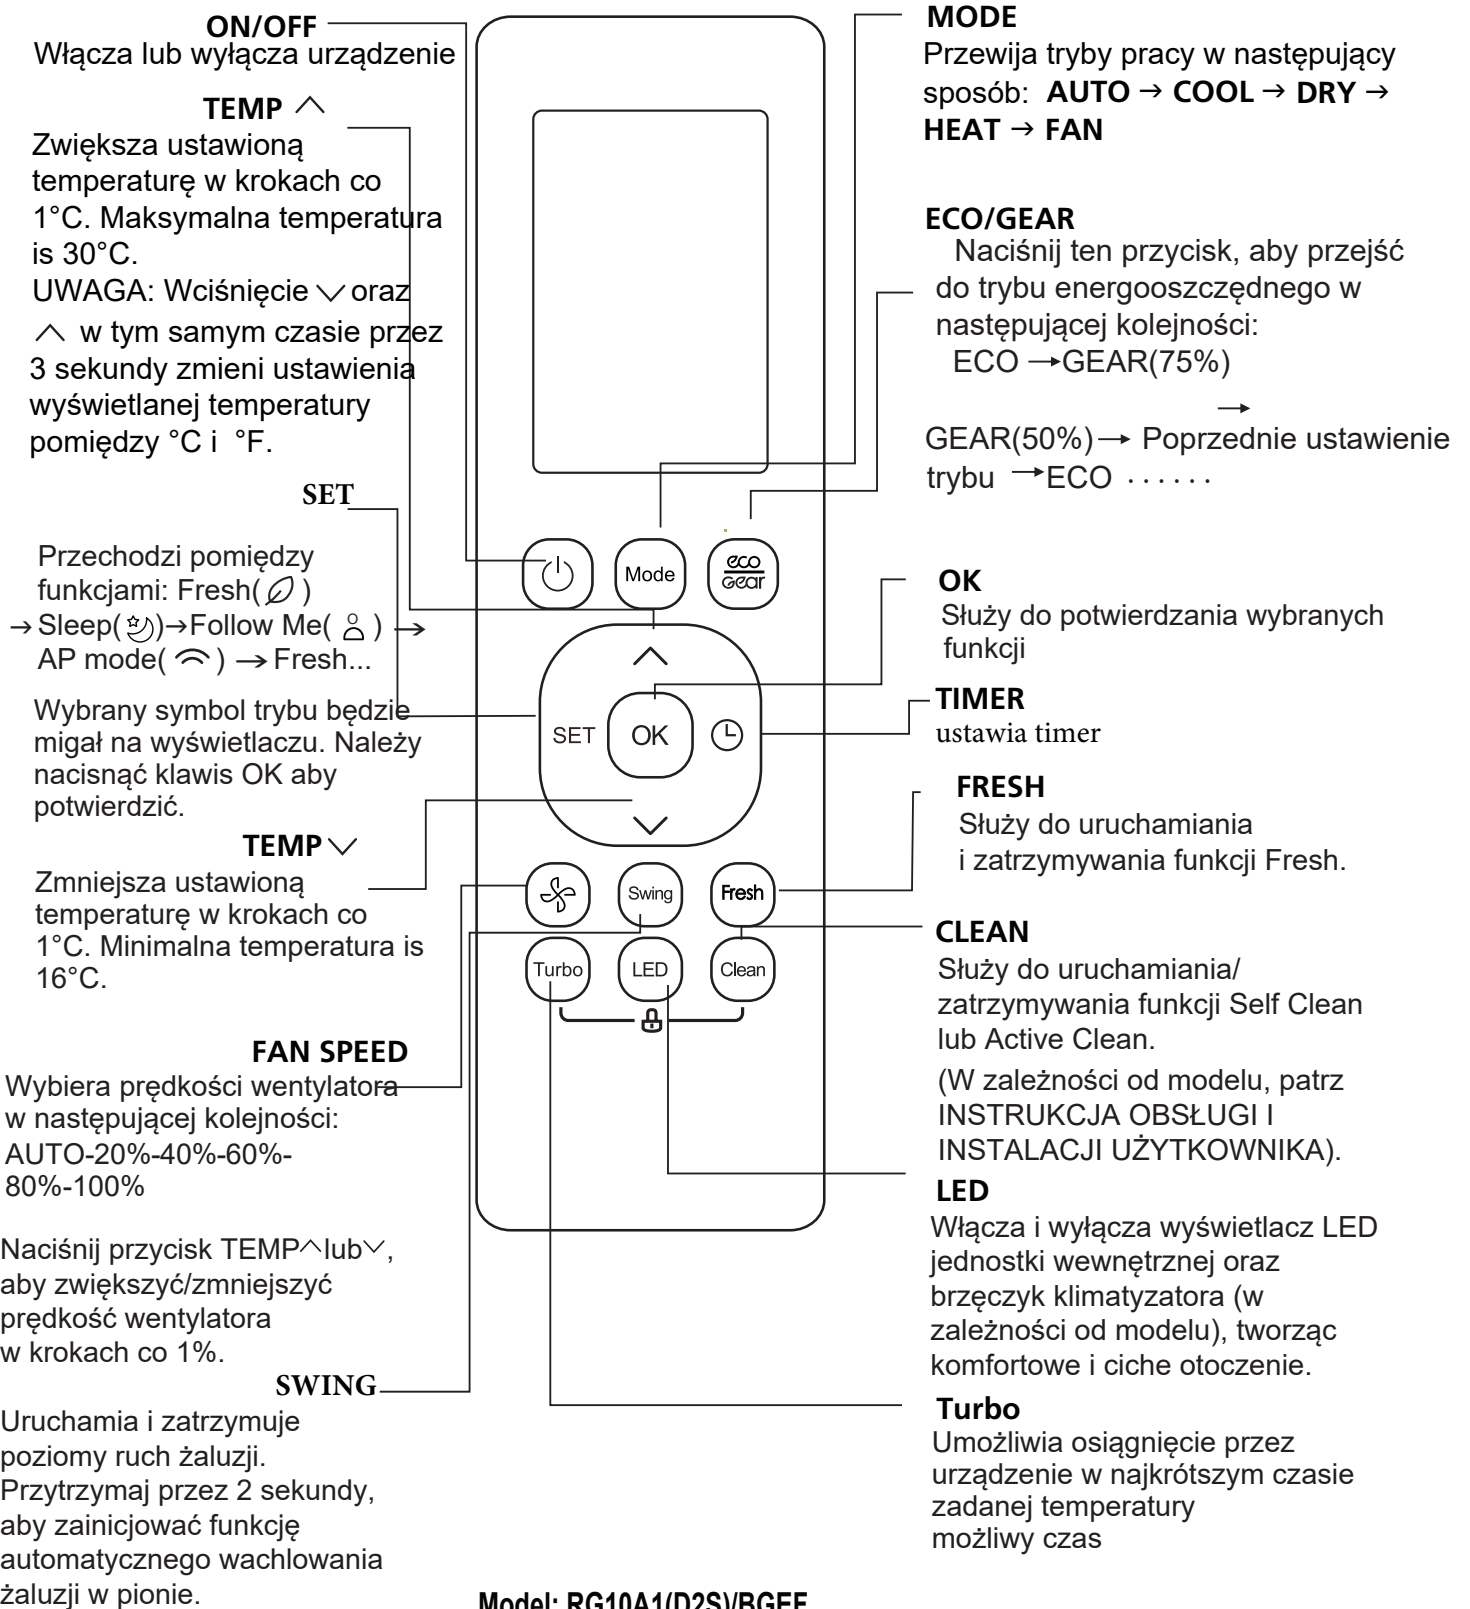 ON/OFF
Włącza lub wyłącza urządzenie
TEMP
Zwiększa ustawioną
temperaturę w krokach co
1°C. Maksymalna temperatura
is 30°C.
UWAGA: Wciśnięcie ∨ oraz
∧ w tym samym czasie przez
3 sekundy zmieni ustawienia
wyświetlanej temperatury
pomiędzy °C i °F.
SET
Przechodzi pomiędzy
funkcjami: Fresh( )
→ Sleep( )→Follow Me( ) →
AP mode( ) → Fresh...
Wybrany symbol trybu będzie
migał na wyświetlaczu. Należy
nacisnąć klawis OK aby
potwierdzić.
TEMP
Zmniejsza ustawioną
temperaturę w krokach co
1°C. Minimalna temperatura is
16°C.
FAN SPEED
Wybiera prędkości wentylatora
w następującej kolejności:
AUTO-20%-40%-60%-
80%-100%
Naciśnij przycisk TEMP∧lub∨,
aby zwiększyć/zmniejszyć
prędkość wentylatora
w krokach co 1%.
SWING
Uruchamia i zatrzymuje
poziomy ruch żaluzji.
Przytrzymaj przez 2 sekundy,
aby zainicjować funkcję
automatycznego wachlowania
żaluzji w pionie.
Mode
eco
Gear
SET
OK
Swing
Fresh
Turbo
LED
Clean
MODE
Przewija tryby pracy w następujący
sposób: AUTO → COOL → DRY →
HEAT → FAN
ECO/GEAR
Naciśnij ten przycisk, aby przejść
do trybu energooszczędnego w
następującej kolejności:
ECO →GEAR(75%)
→
GEAR(50%)→ Poprzednie ustawienie
trybu →ECO ······
OK
Służy do potwierdzania wybranych
funkcji
TIMER
ustawia timer
FRESH
Służy do uruchamiania
i zatrzymywania funkcji Fresh.
CLEAN
Służy do uruchamiania/
zatrzymywania funkcji Self Clean
lub Active Clean.
(W zależności od modelu, patrz
INSTRUKCJA OBSŁUGI I
INSTALACJI UŻYTKOWNIKA).
LED
Włącza i wyłącza wyświetlacz LED
jednostki wewnętrznej oraz
brzęczyk klimatyzatora (w
zależności od modelu), tworząc
komfortowe i ciche otoczenie.
Turbo
Umożliwia osiągnięcie przez
urządzenie w najkrótszym czasie
zadanej temperatury
możliwy czas
Model: RG10A1(D2S)/BGEF